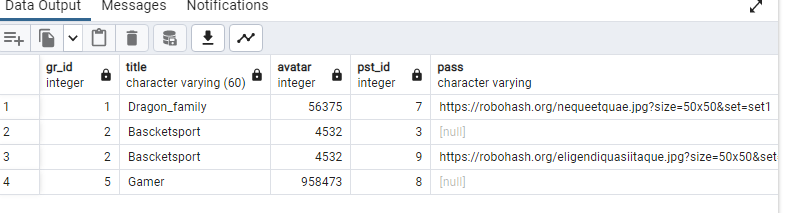 Data Output Messages Notifications
gr_id title avatar pst_id pass
integer character varying (60) integer integer character varying
1 1 Dragon_family 56375 7 https://robohash.org/nequeetquae.jpg?size=50x50&set=set1
2 2 Bascketsport 4532 3 [null]
3 2 Bascketsport 4532 9 https://robohash.org/eligendiquasiitaque.jpg?size=50x50&set
4 5 Gamer 958473 8 [null]